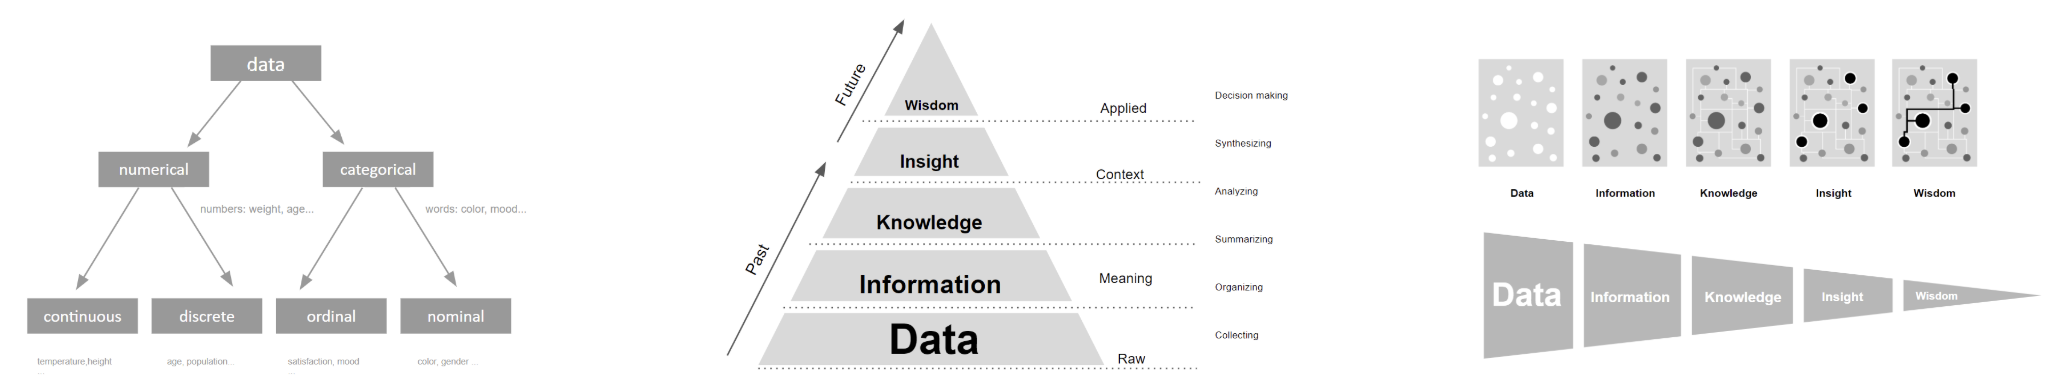 data
numerical
categorical
numbers: weight, age...
words: color, mood...
continuous
discrete
ordinal
nominal
temperature,height
...
age, population...
satisfaction, mood
...
color, gender ...
Future
Past
Wisdom
Insight
Knowledge
Information
Data
Applied
Context
Meaning
Raw
Decision making
Synthesizing
Analyzing
Summarizing
Organizing
Collecting
Data
Information
Knowledge
Insight
Wisdom
Data
Information
Knowledge
Insight
Wisdom